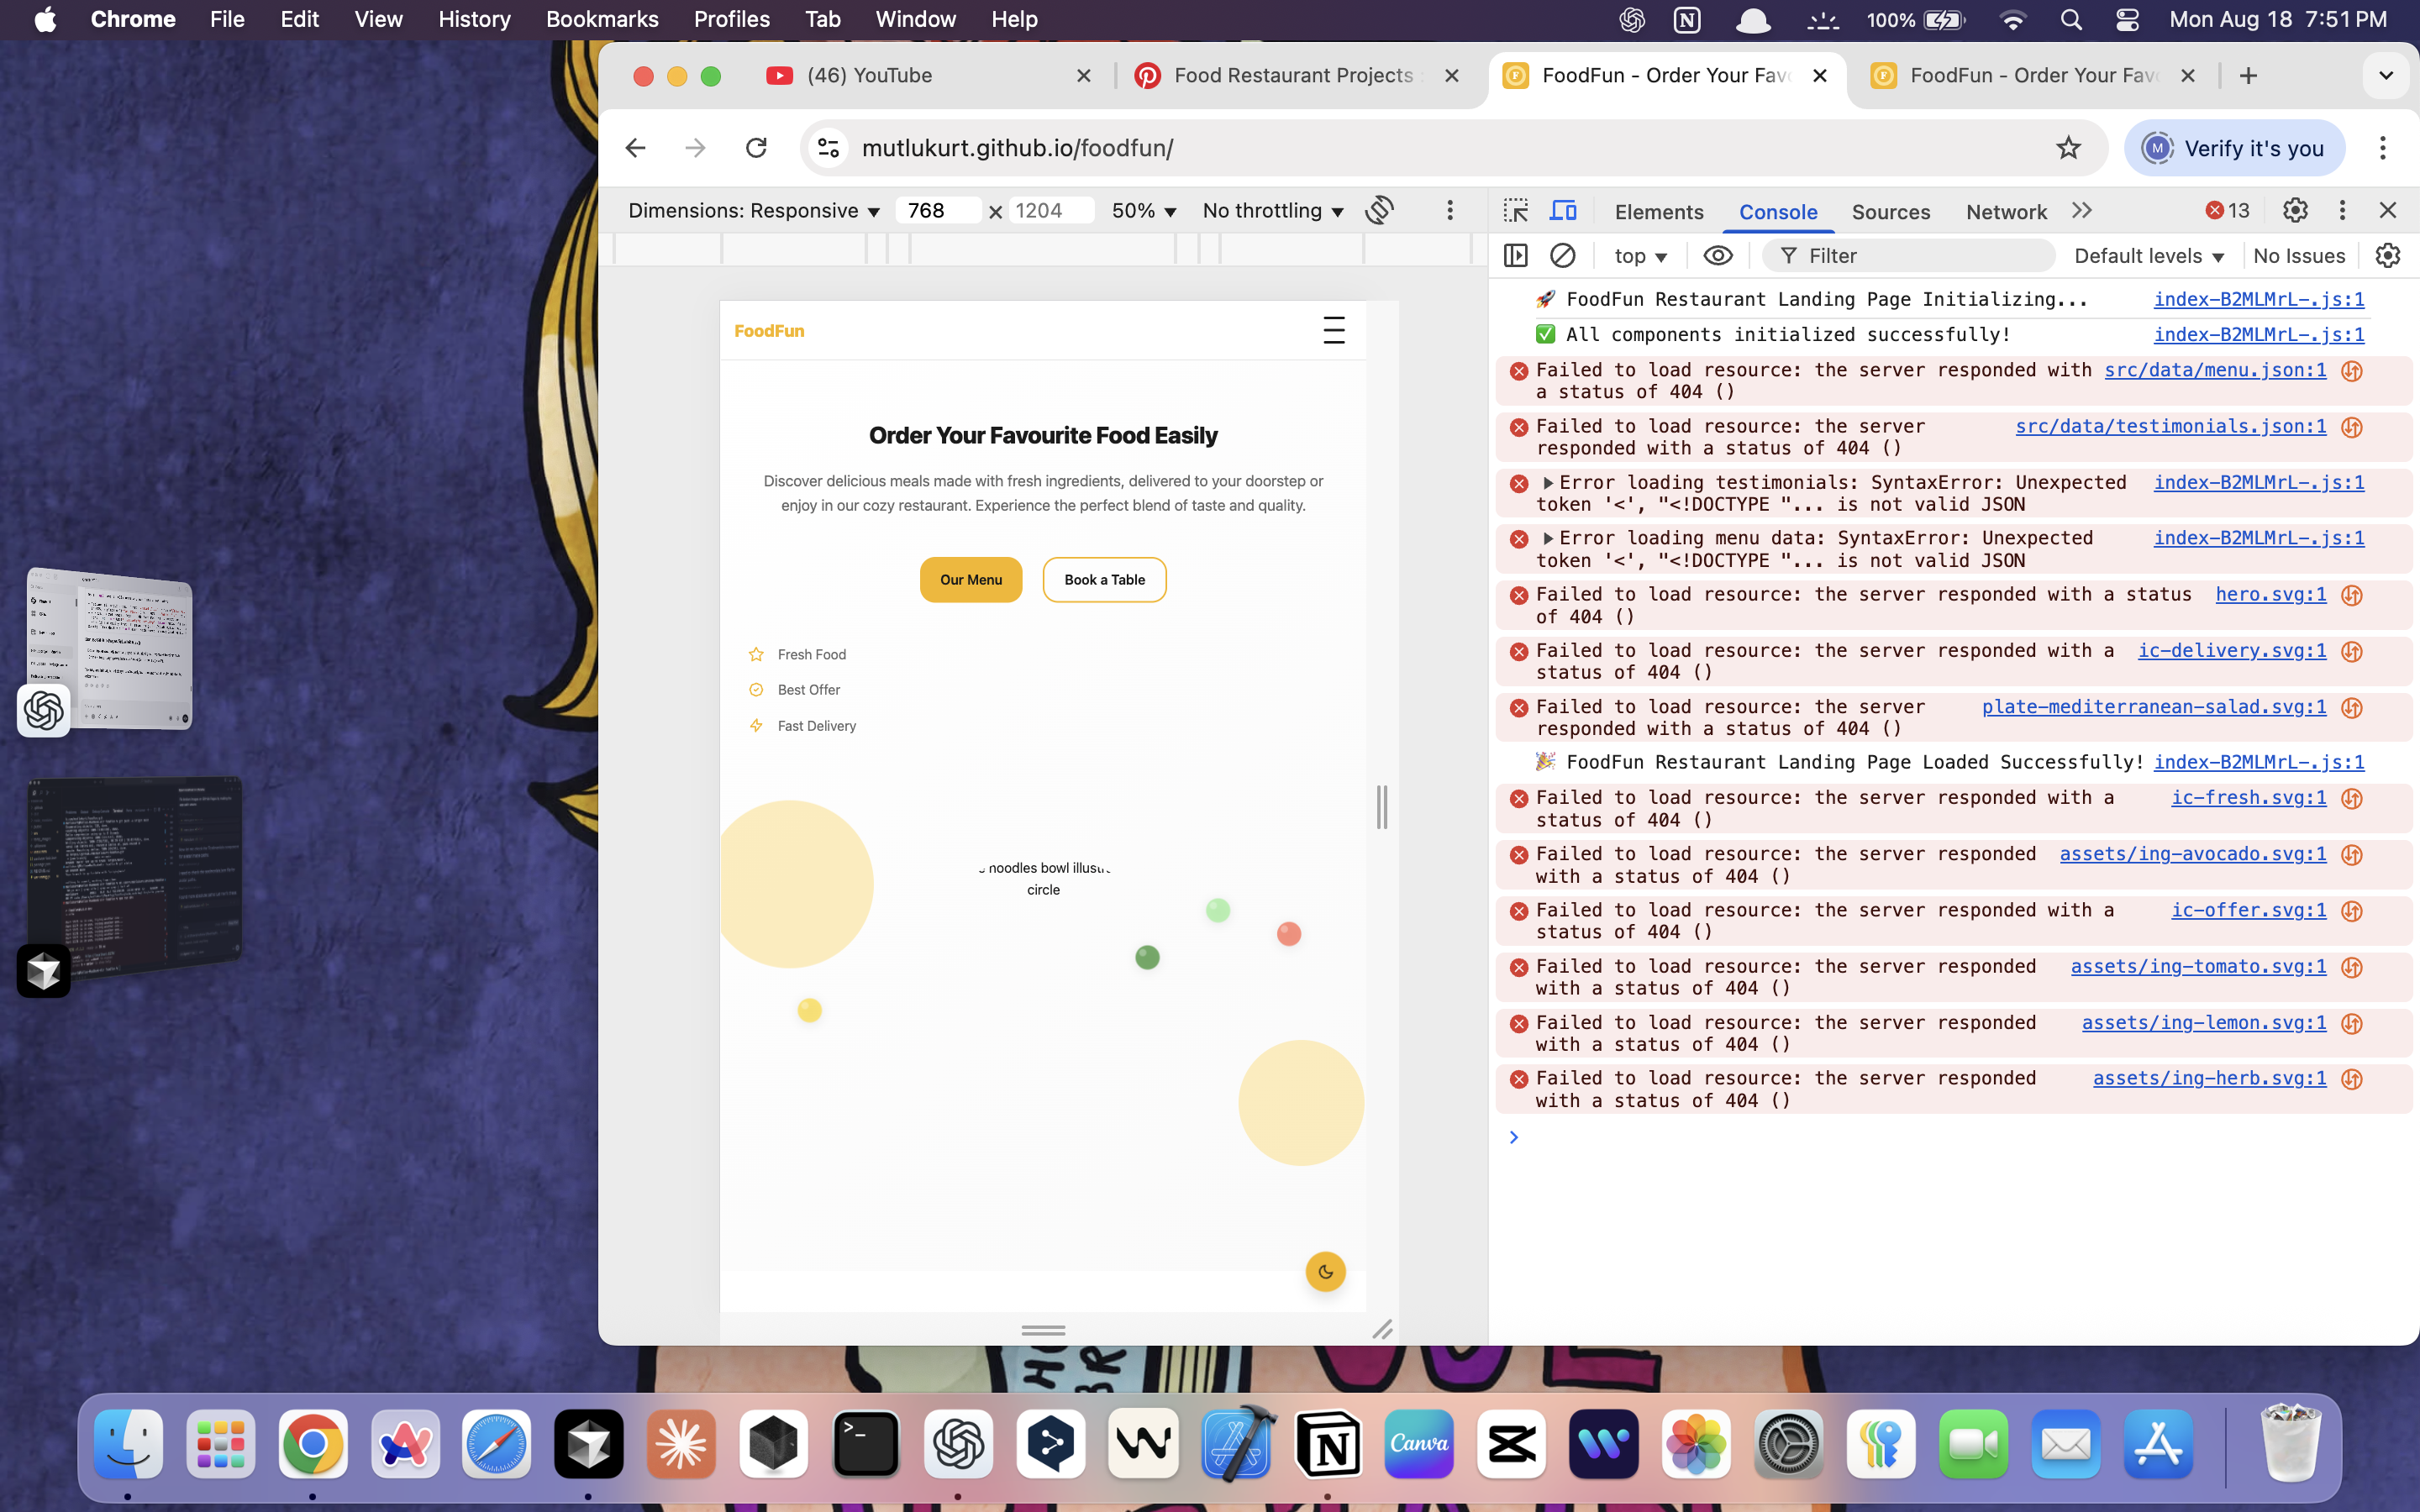 Chrome File Edit View History Bookmarks Profiles Tab Window Help 100% Mon Aug 18 7:51 PM
(46) YouTube
Food Restaurant Projects
FoodFun - Order Your Fav
FoodFun - Order Your Fav
mutlukurt.github.io/foodfun/
M Verify it's you
Dimensions: Responsive 768 x 1204 50% No throttling
Elements Console Sources Network 13
top Filter Default levels No Issues
FoodFun
Order Your Favourite Food Easily
Discover delicious meals made with fresh ingredients, delivered to your doorstep or
enjoy in our cozy restaurant. Experience the perfect blend of taste and quality.
Our Menu Book a Table
Fresh Food
Best Offer
Fast Delivery
noodles bowl illust
circle
🚀 FoodFun Restaurant Landing Page Initializing... index-B2MLMrL-.js:1
✅ All components initialized successfully! index-B2MLMrL-.js:1
Failed to load resource: the server responded with src/data/menu.json:1
a status of 404 ()
Failed to load resource: the server src/data/testimonials.json:1
responded with a status of 404 ()
Error loading testimonials: SyntaxError: Unexpected index-B2MLMrL-.js:1
token '<', "<!DOCTYPE "... is not valid JSON
Error loading menu data: SyntaxError: Unexpected index-B2MLMrL-.js:1
token '<', "<!DOCTYPE "... is not valid JSON
Failed to load resource: the server responded with a status hero.svg:1
of 404 ()
Failed to load resource: the server responded with a ic-delivery.svg:1
status of 404 ()
Failed to load resource: the server plate-mediterranean-salad.svg:1
responded with a status of 404 ()
🎉 FoodFun Restaurant Landing Page Loaded Successfully! index-B2MLMrL-.js:1
Failed to load resource: the server responded with a ic-fresh.svg:1
status of 404 ()
Failed to load resource: the server responded assets/ing-avocado.svg:1
with a status of 404 ()
Failed to load resource: the server responded with a ic-offer.svg:1
status of 404 ()
Failed to load resource: the server responded assets/ing-tomato.svg:1
with a status of 404 ()
Failed to load resource: the server responded assets/ing-lemon.svg:1
with a status of 404 ()
Failed to load resource: the server responded assets/ing-herb.svg:1
with a status of 404 ()
Canva